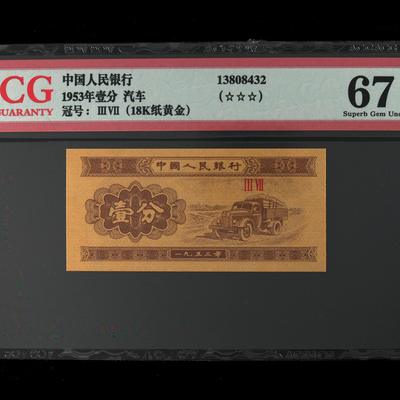 CG
GUARANTY
中国人民银行
1953年壹分 汽车
冠号： ⅢⅦ（18K纸黄金）
13808432
(☆☆☆)
67
Superb Gem Unc
中國人民銀行
III VII
壹分
一九五三年